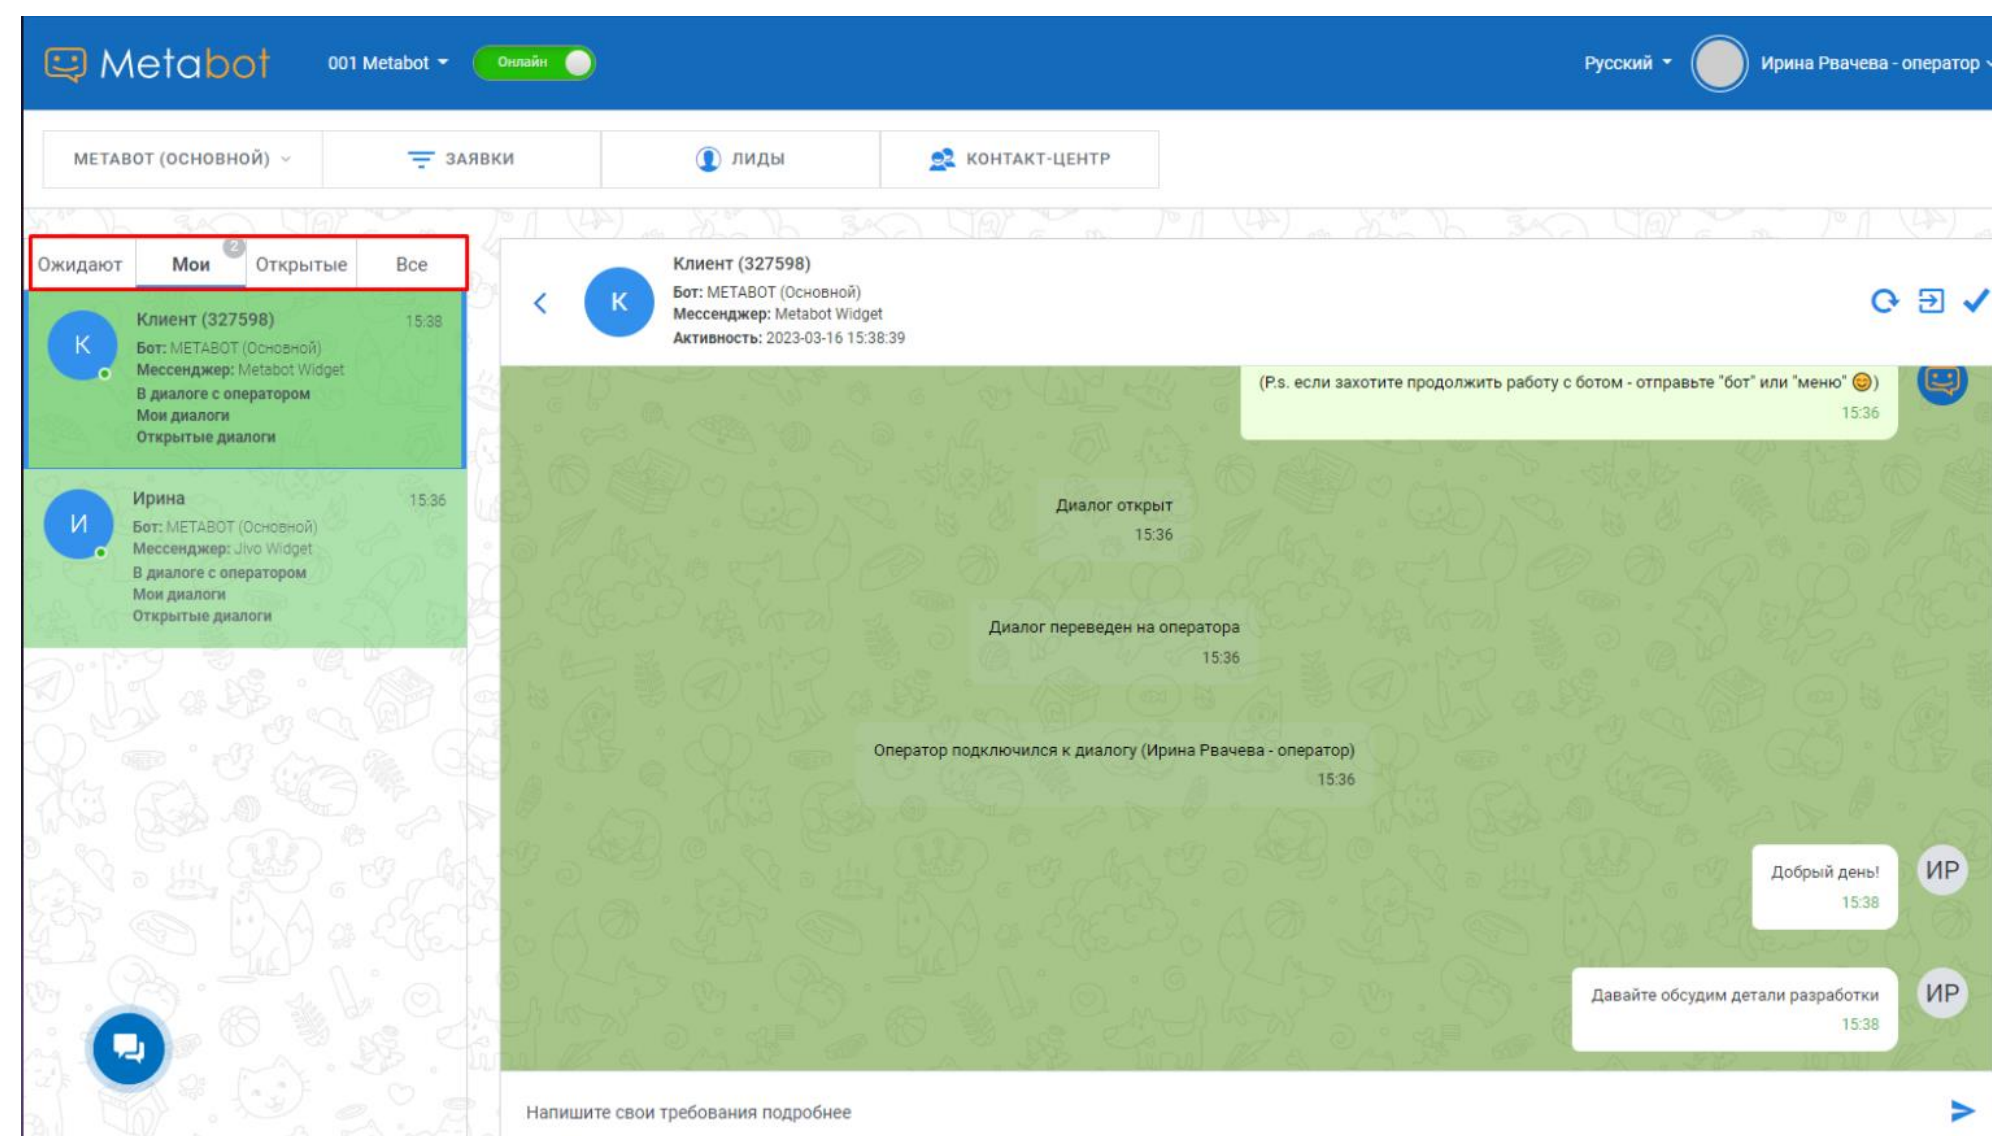 Metabot
001 Metabot
Онлайн
Русский
Ирина Рвачева - оператор
МЕТАВОТ (ОСНОВНОЙ)
ЗАЯВКИ
ЛИДЫ
КОНТАКТ-ЦЕНТР
Ожидают
Мои
2
Открытые
Все
Клиент (327598)
15:38
Бот: METABOT (Основной)
Мессенджер: Metabot Widget
В диалоге с оператором
Мои диалоги
Открытые диалоги
Ирина
15:36
Бот: METABOT (Основной)
Мессенджер: Jivo Widget
В диалоге с оператором
Мои диалоги
Открытые диалоги
К
И
К
Клиент (327598)
Бот: METABOT (Основной)
Мессенджер: Metabot Widget
Активность: 2023-03-16 15:38:39
(P.s. если захотите продолжить работу с ботом - отправьте "бот" или "меню" 😊)
15:36
Диалог открыт
15:36
Диалог переведен на оператора
15:36
Оператор подключился к диалогу (Ирина Рвачева - оператор)
15:36
Добрый день!
15:38
ИР
Давайте обсудим детали разработки
15:38
ИР
Напишите свои требования подробнее